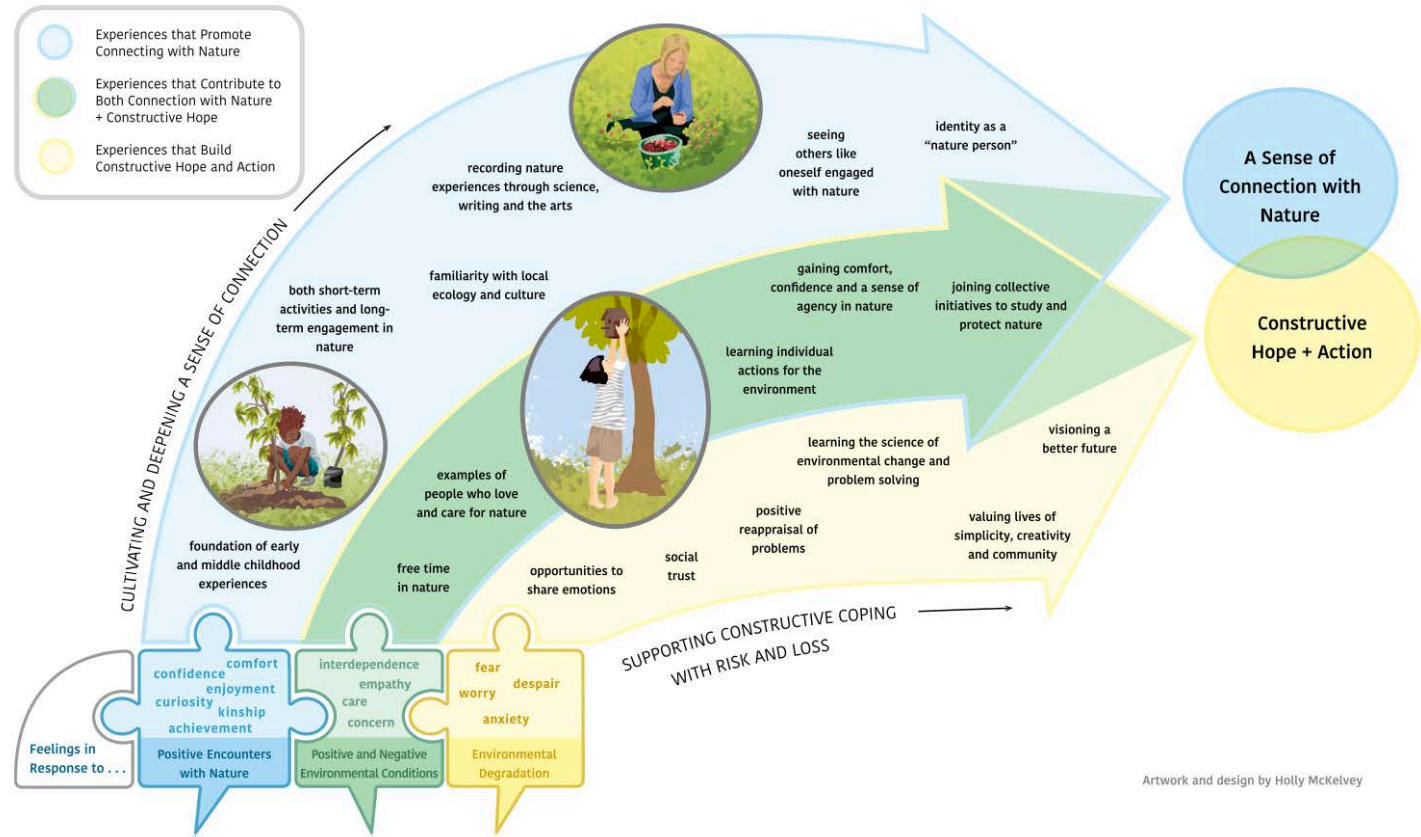 Experiences that Promote
Connecting with Nature
Experiences that Contribute to
Both Connection with Nature
+ Constructive Hope
Experiences that Build
Constructive Hope and Action
CULTIVATING AND DEEPENING A SENSE OF CONNECTION
recording nature
experiences through science,
writing and the arts
seeing
others like
oneself engaged
with nature
identity as a
“nature person”
both short-term
activities and long-
term engagement in
nature
familiarity with local
ecology and culture
foundation of early
and middle childhood
experiences
gaining comfort,
confidence and a sense of
agency in nature
joining collective
initiatives to study and
protect nature
learning individual
actions for the
environment
examples of
people who love
and care for nature
free time
in nature
learning the science of
environmental change and
problem solving
visioning a
better future
positive
reappraisal of
problems
valuing lives of
simplicity, creativity
and community
social
trust
opportunities to
share emotions
SUPPORTING CONSTRUCTIVE COPING
WITH RISK AND LOSS
A Sense of
Connection with
Nature
Constructive
Hope + Action
Feelings in
Response to . . .
comfort
confidence
enjoyment
curiosity
kinship
achievement
Positive Encounters
with Nature
interdependence
empathy
care
concern
Positive and Negative
Environmental Conditions
fear
despair
worry
anxiety
Environmental
Degradation
Artwork and design by Holly McKelvey